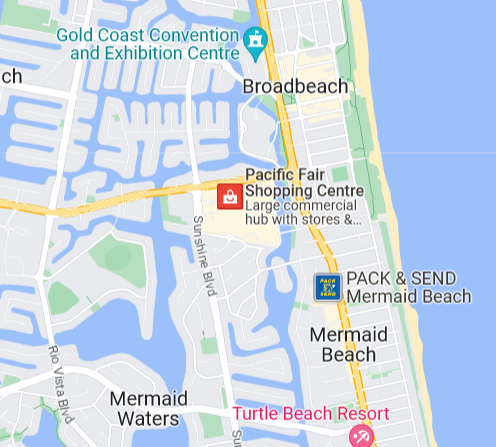 Gold Coast Convention
and Exhibition Centre
ch
Broadbeach
Pacific Fair
Shopping Centre
Large commercial
hub with stores &...
Sunshine Blvd
PACK & SEND
Mermaid Beach
PACK
& SEND
Mermaid
Beach
Rio Vista Blvd
Mermaid
Waters
Turtle Beach Resort
Su